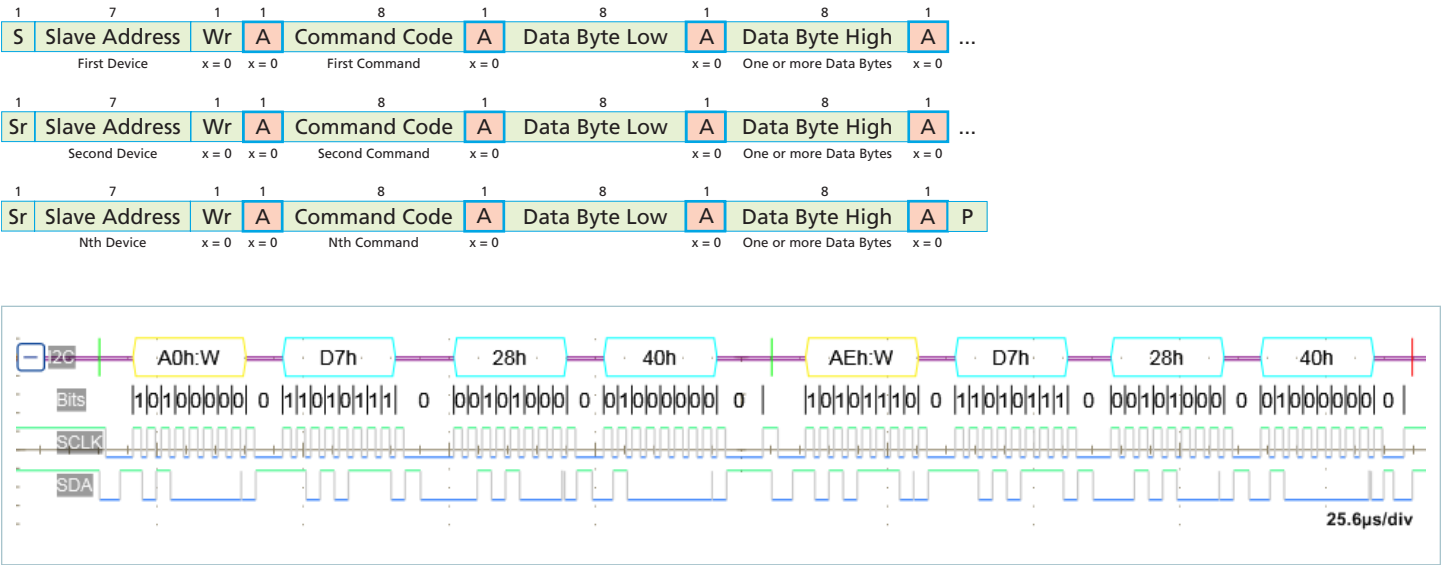 1 7 1 1 8 1 8 1 8 1
S Slave Address Wr A Command Code A Data Byte Low A Data Byte High A ...
First Device x = 0 x = 0 First Command x = 0 x = 0 One or more Data Bytes x = 0
1 7 1 1 8 1 8 1 8 1
Sr Slave Address Wr A Command Code A Data Byte Low A Data Byte High A ...
Second Device x = 0 x = 0 Second Command x = 0 x = 0 One or more Data Bytes x = 0
1 7 1 1 8 1 8 1 8 1
Sr Slave Address Wr A Command Code A Data Byte Low A Data Byte High A P
Nth Device x = 0 x = 0 Nth Command x = 0 x = 0 One or more Data Bytes x = 0
I2C A0h:W D7h 28h 40h AEh:W D7h 28h 40h
Bits 10100000 0 11010111 0 00101000 0 01000000 0 10101110 0 11010111 0 00101000 0 01000000 0
SCLK
SDA
25.6µs/div